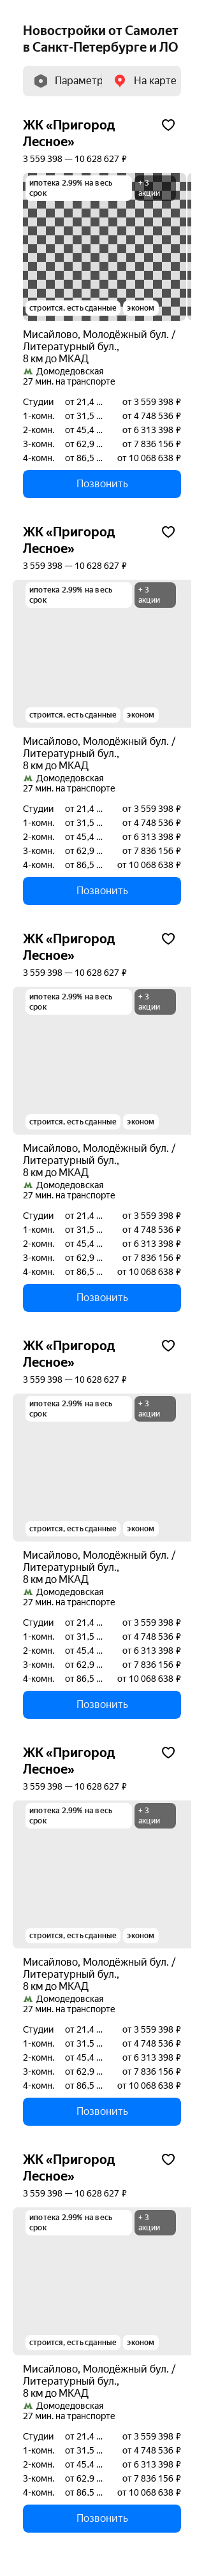 Новостройки от Самолет
в Санкт-Петербурге и ЛО
Параметр
На карте
ЖК «Пригород
Лесное»
3 559 398 — 10 628 627 ₽
ипотека 2.99% на весь
срок
+ 3
акции
строится, есть сданные
эконом
Мисайлово, Молодёжный бул. /
Литературный бул.,
8 км до МКАД
Домодедовская
27 мин. на транспорте
Студии от 21,4 ... от 3 559 398 ₽
1-комн. от 31,5 ... от 4 748 536 ₽
2-комн. от 45,4 ... от 6 313 398 ₽
3-комн. от 62,9 ... от 7 836 156 ₽
4-комн. от 86,5 ... от 10 068 638 ₽
Позвонить
ЖК «Пригород
Лесное»
3 559 398 — 10 628 627 ₽
ипотека 2.99% на весь
срок
+ 3
акции
строится, есть сданные
эконом
Мисайлово, Молодёжный бул. /
Литературный бул.,
8 км до МКАД
Домодедовская
27 мин. на транспорте
Студии от 21,4 ... от 3 559 398 ₽
1-комн. от 31,5 ... от 4 748 536 ₽
2-комн. от 45,4 ... от 6 313 398 ₽
3-комн. от 62,9 ... от 7 836 156 ₽
4-комн. от 86,5 ... от 10 068 638 ₽
Позвонить
ЖК «Пригород
Лесное»
3 559 398 — 10 628 627 ₽
ипотека 2.99% на весь
срок
+ 3
акции
строится, есть сданные
эконом
Мисайлово, Молодёжный бул. /
Литературный бул.,
8 км до МКАД
Домодедовская
27 мин. на транспорте
Студии от 21,4 ... от 3 559 398 ₽
1-комн. от 31,5 ... от 4 748 536 ₽
2-комн. от 45,4 ... от 6 313 398 ₽
3-комн. от 62,9 ... от 7 836 156 ₽
4-комн. от 86,5 ... от 10 068 638 ₽
Позвонить
ЖК «Пригород
Лесное»
3 559 398 — 10 628 627 ₽
ипотека 2.99% на весь
срок
+ 3
акции
строится, есть сданные
эконом
Мисайлово, Молодёжный бул. /
Литературный бул.,
8 км до МКАД
Домодедовская
27 мин. на транспорте
Студии от 21,4 ... от 3 559 398 ₽
1-комн. от 31,5 ... от 4 748 536 ₽
2-комн. от 45,4 ... от 6 313 398 ₽
3-комн. от 62,9 ... от 7 836 156 ₽
4-комн. от 86,5 ... от 10 068 638 ₽
Позвонить
ЖК «Пригород
Лесное»
3 559 398 — 10 628 627 ₽
ипотека 2.99% на весь
срок
+ 3
акции
строится, есть сданные
эконом
Мисайлово, Молодёжный бул. /
Литературный бул.,
8 км до МКАД
Домодедовская
27 мин. на транспорте
Студии от 21,4 ... от 3 559 398 ₽
1-комн. от 31,5 ... от 4 748 536 ₽
2-комн. от 45,4 ... от 6 313 398 ₽
3-комн. от 62,9 ... от 7 836 156 ₽
4-комн. от 86,5 ... от 10 068 638 ₽
Позвонить
ЖК «Пригород
Лесное»
3 559 398 — 10 628 627 ₽
ипотека 2.99% на весь
срок
+ 3
акции
строится, есть сданные
эконом
Мисайлово, Молодёжный бул. /
Литературный бул.,
8 км до МКАД
Домодедовская
27 мин. на транспорте
Студии от 21,4 ... от 3 559 398 ₽
1-комн. от 31,5 ... от 4 748 536 ₽
2-комн. от 45,4 ... от 6 313 398 ₽
3-комн. от 62,9 ... от 7 836 156 ₽
4-комн. от 86,5 ... от 10 068 638 ₽
Позвонить